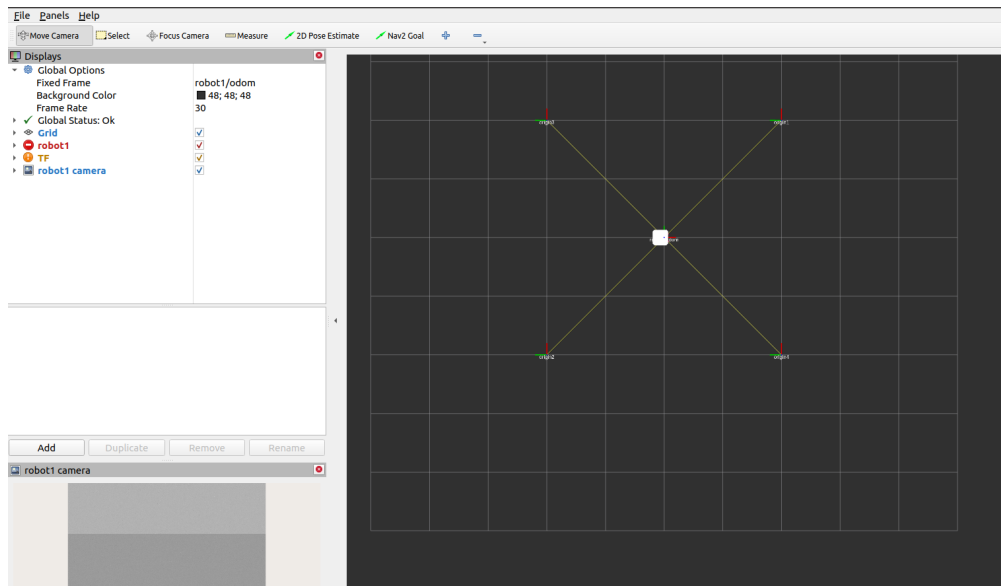 File Panels Help
Move Camera Select Focus Camera Measure 2D Pose Estimate Nav2 Goal
Displays
Global Options
Fixed Frame robot1/odom
Background Color 48; 48; 48
Frame Rate 30
Global Status: Ok
Grid
robot1
TF
robot1 camera
Add Duplicate Remove Rename
robot1 camera
origin2